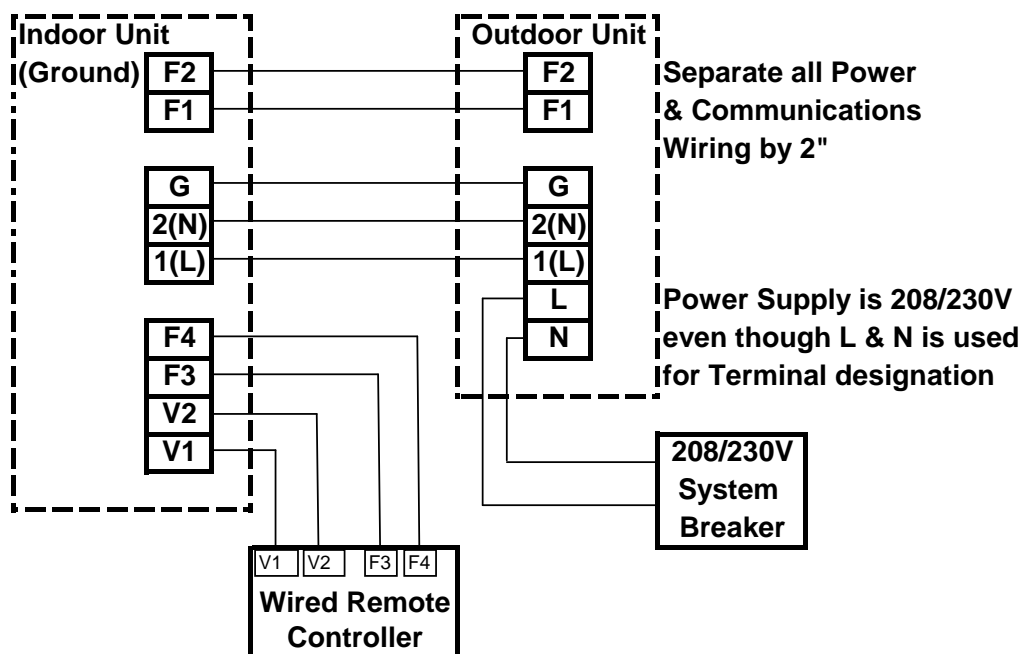 Indoor Unit
(Ground)
F2
F1
G
2(N)
1(L)
F4
F3
V2
V1
Outdoor Unit
F2
F1
G
2(N)
1(L)
L
N
Separate all Power
& Communications
Wiring by 2"
Power Supply is 208/230V
even though L & N is used
for Terminal designation
208/230V
System
Breaker
V1 V2 F3 F4
Wired Remote
Controller